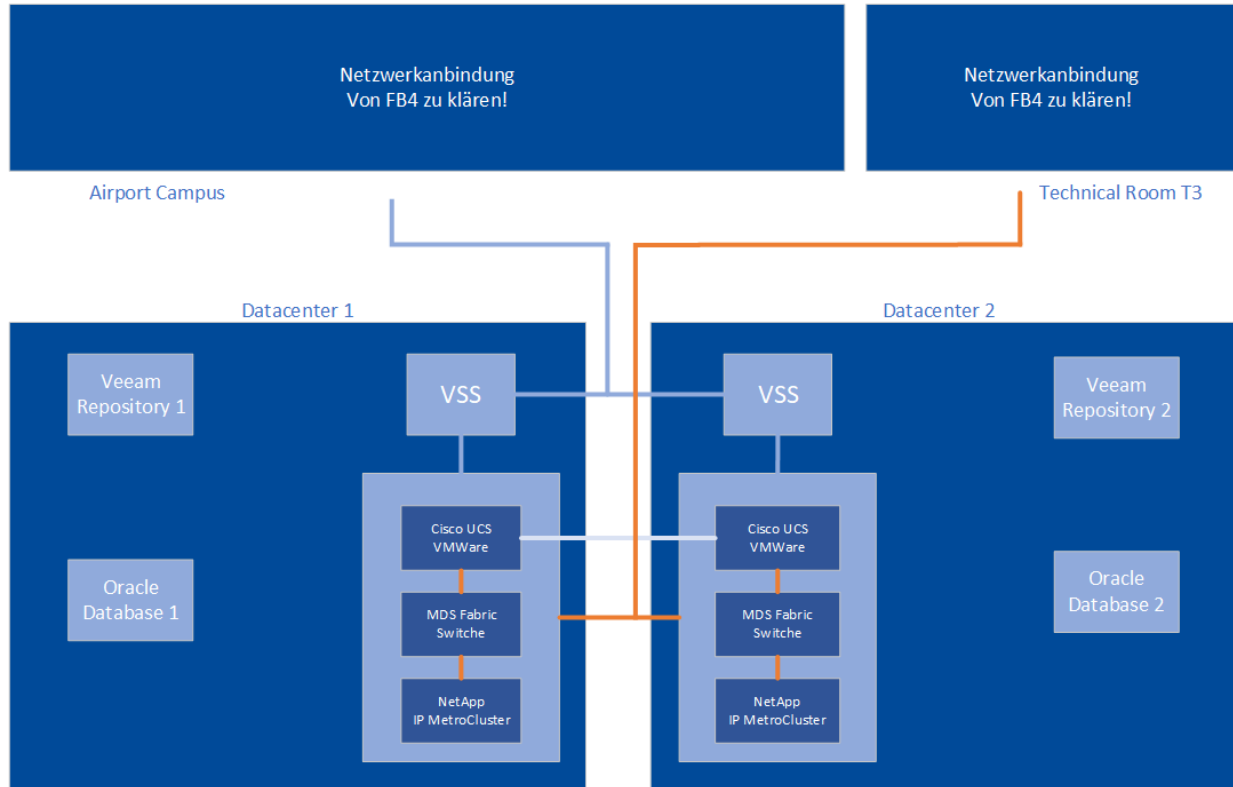 Netzwerkanbindung
Von FB4 zu klären!
Netzwerkanbindung
Von FB4 zu klären!
Airport Campus
Technical Room T3
Datacenter 1
Datacenter 2
Veeam
Repository 1
VSS
VSS
Veeam
Repository 2
Cisco UCS
VMWare
Cisco UCS
VMWare
Oracle
Database 1
MDS Fabric
Switche
MDS Fabric
Switche
Oracle
Database 2
NetApp
IP MetroCluster
NetApp
IP MetroCluster